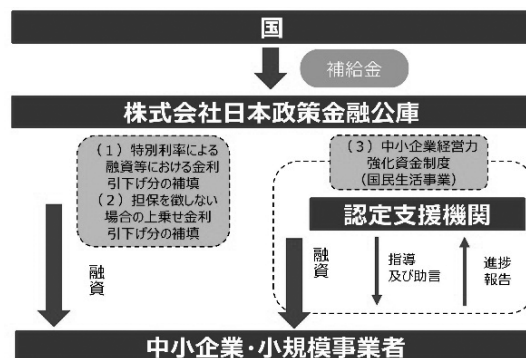 国
補給金
株式会社日本政策金融公庫
(1)特別利率による
融資等における金利
引下げ分の補填
(2)担保を徴しない
場合の上乗せ金利
引下げ分の補填
(3)中小企業経営力
強化資金制度
(国民生活事業)
認定支援機関
融資
融資
指導
及び助言
進捗
報告
中小企業・小規模事業者